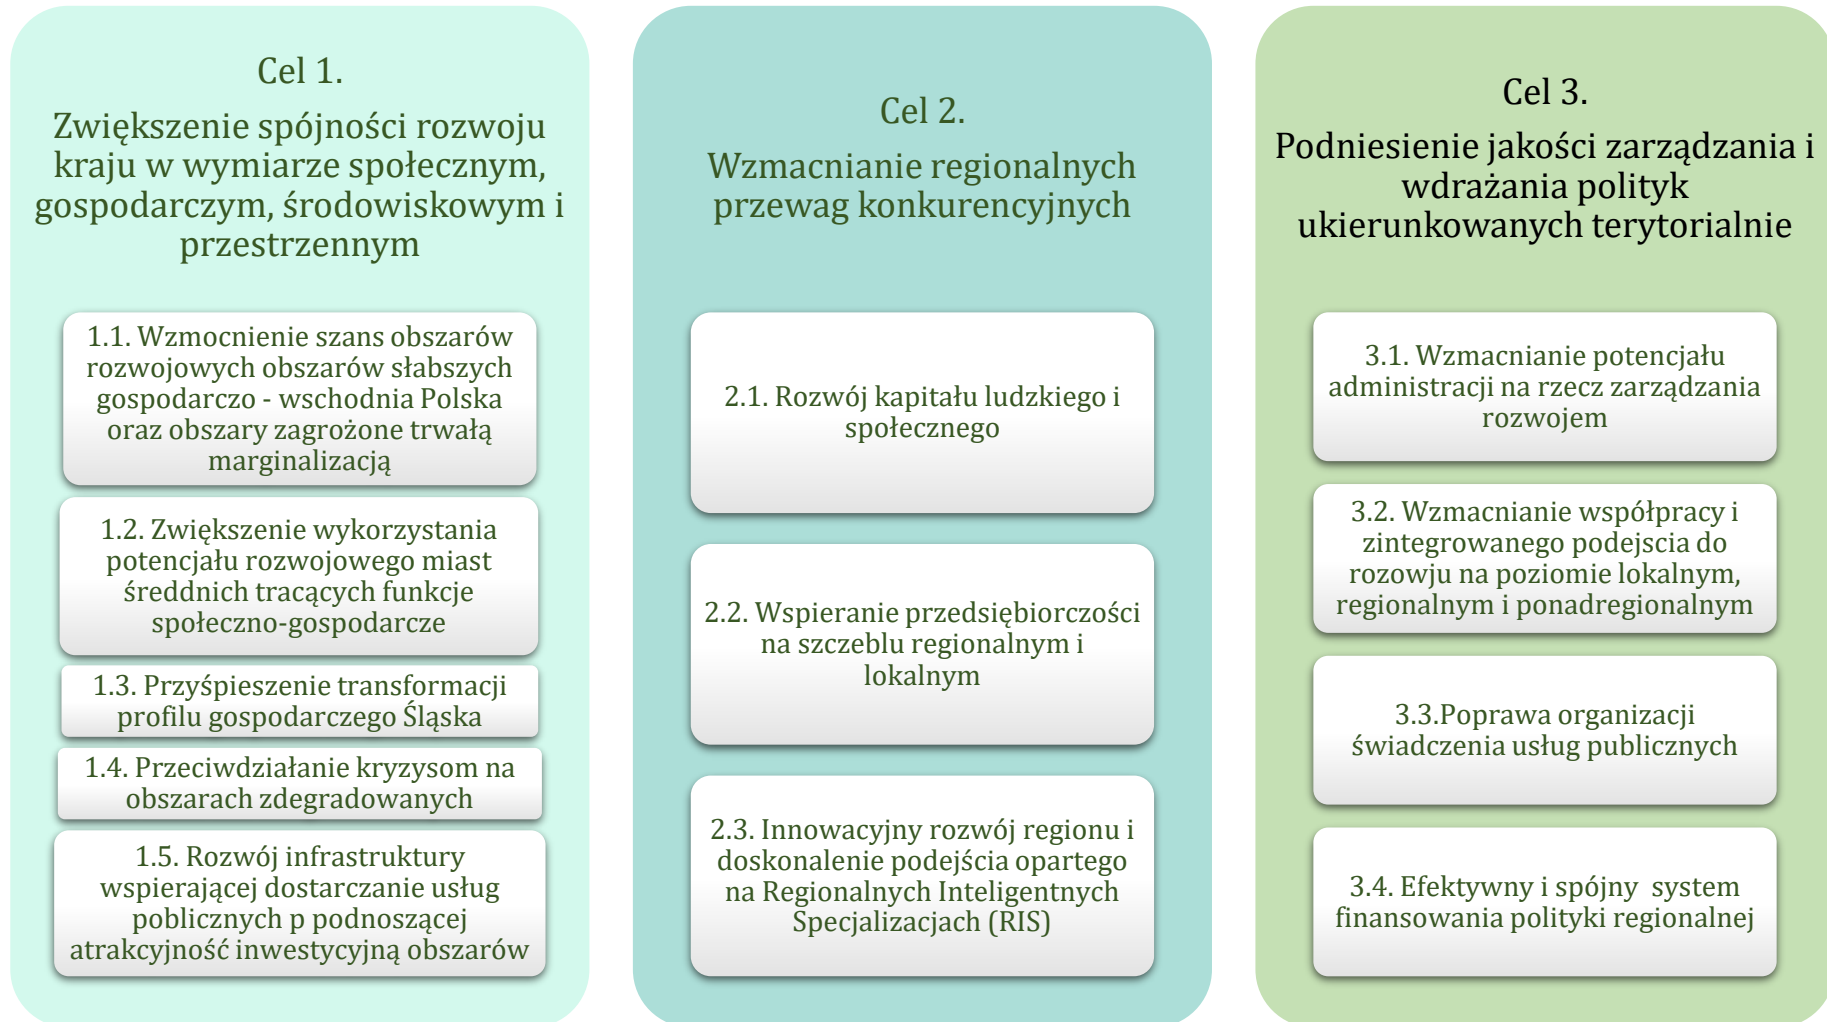 Cel 1.
Zwiększenie spójności rozwoju
kraju w wymiarze społecznym,
gospodarczym, środowiskowym i
przestrzennym
1.1. Wzmocnienie szans obszarów
rozwojowych obszarów słabszych
gospodarczo - wschodnia Polska
oraz obszary zagrożone trwałą
marginalizacją
1.2. Zwiększenie wykorzystania
potencjału rozwojowego miast
średdnich tracących funkcje
społeczno-gospodarcze
1.3. Przyśpieszenie transformacji
profilu gospodarczego Śląska
1.4. Przeciwdziałanie kryzysom na
obszarach zdegradowanych
1.5. Rozwój infrastruktury
wspierającej dostarczanie usług
publicznych p podnoszącej
atrakcyjność inwestycyjną obszarów
Cel 2.
Wzmacnianie regionalnych
przewag konkurencyjnych
2.1. Rozwój kapitału ludzkiego i
społecznego
2.2. Wspieranie przedsiębiorczości
na szczeblu regionalnym i
lokalnym
2.3. Innowacyjny rozwój regionu i
doskonalenie podejścia opartego
na Regionalnych Inteligentnych
Specjalizacjach (RIS)
Cel 3.
Podniesienie jakości zarządzania i
wdrażania polityk
ukierunkowanych terytorialnie
3.1. Wzmacnianie potencjału
administracji na rzecz zarządzania
rozwojem
3.2. Wzmacnianie współpracy i
zintegrowanego podejscia do
rozowju na poziomie lokalnym,
regionalnym i ponadregionalnym
3.3.Poprawa organizacji
świadczenia usług publicznych
3.4. Efektywny i spójny system
finansowania polityki regionalnej